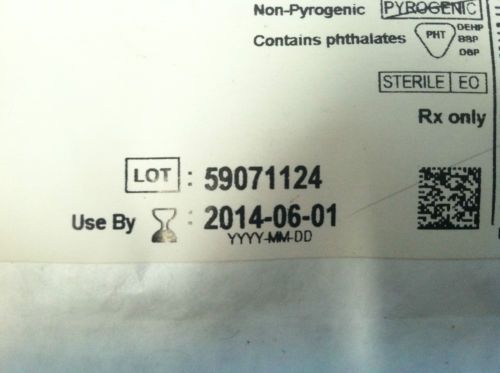 Non-Pyrogenic PYROGENIC
Contains phthalates PHT DEHP BBP DBP
STERILE EO
Rx only
LOT : 59071124
Use By : 2014-06-01
YYYY-MM-DD